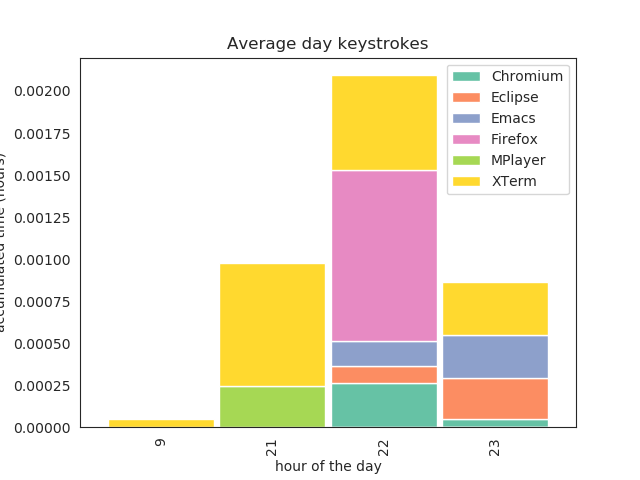 Average day keystrokes
Chromium
Eclipse
Emacs
Firefox
MPlayer
XTerm
0.00200
0.00175
0.00150
0.00125
0.00100
0.00075
0.00050
0.00025
0.00000
accumulated time (hours)
9
21
22
23
hour of the day